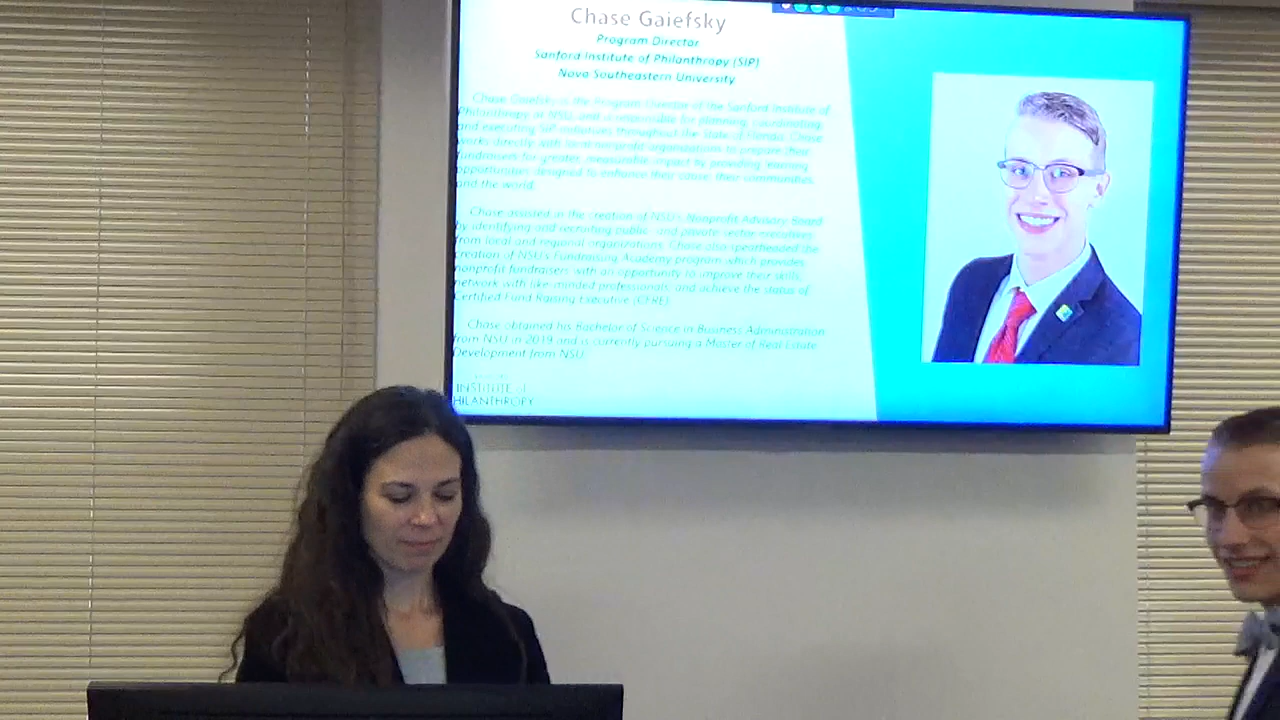 Chase Gaiefsky
Program Director
Sanford Institute of Philanthropy (SIP)
Nova Southeastern University
Chase Gaiefsky is the Program Director of the Sanford Institute of
Philanthropy at NSU, and is responsible for planning, coordinating,
and executing SIP initiatives throughout the State of Florida. Chase
works directly with local nonprofit organizations to prepare their
fundraisers for greater, measurable impact by providing learning
opportunities designed to enhance their cause, their communities,
and the world.
Chase assisted in the creation of NSU's Nonprofit Advisory Board
by identifying and recruiting public- and private-sector executives
from local and regional organizations. Chase also spearheaded the
creation of NSU's Fundraising Academy program which provides
nonprofit fundraisers with an opportunity to improve their skills,
network with like-minded professionals, and achieve the status of
Certified Fund Raising Executive (CFRE).
Chase obtained his Bachelor of Science in Business Administration
from NSU in 2019 and is currently pursuing a Master of Real Estate
Development from NSU.
INSTITUTE of
HILANTHROPY